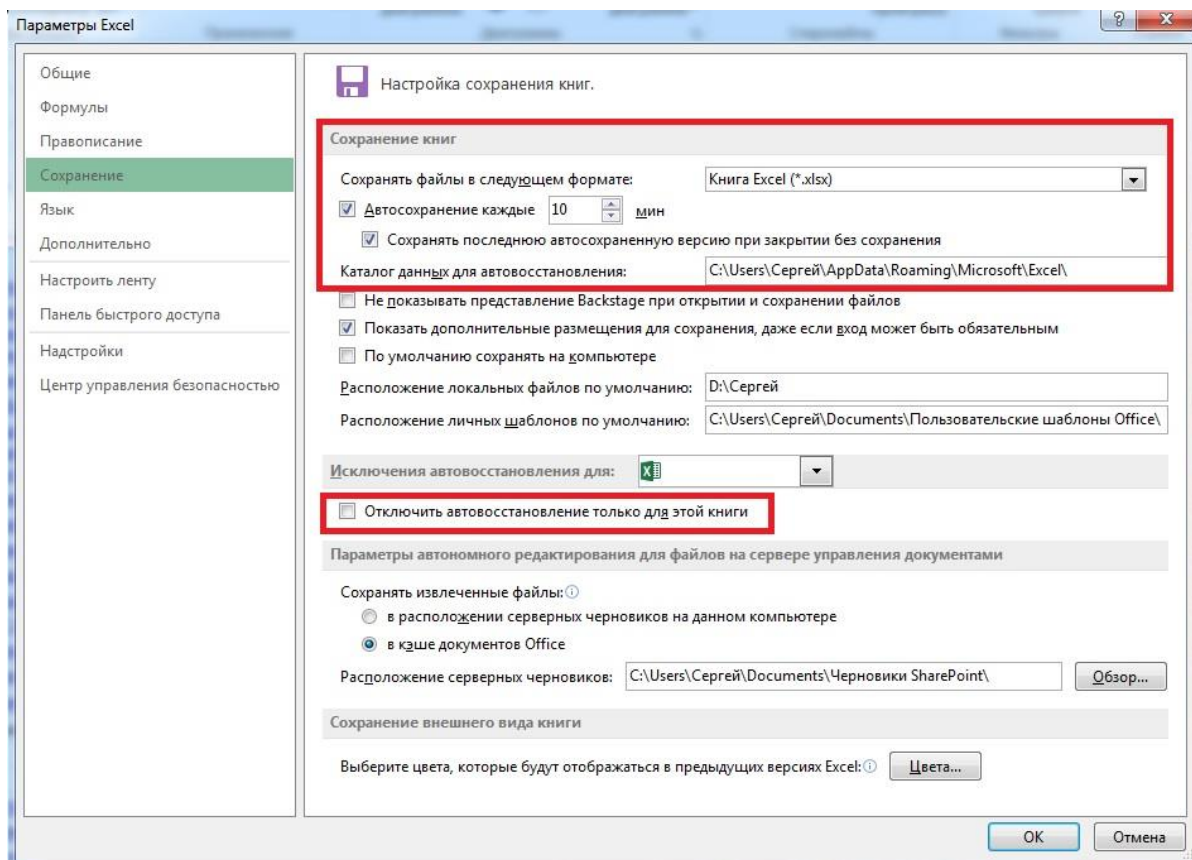 Параметры Excel
Общие
Формулы
Правописание
Сохранение
Язык
Дополнительно
Настроить ленту
Панель быстрого доступа
Надстройки
Центр управления безопасностью
Настройка сохранения книг.
Сохранение книг
Сохранять файлы в следующем формате: Книга Excel (*.xlsx)
Автосохранение каждые 10 мин
Сохранять последнюю автосохраненную версию при закрытии без сохранения
Каталог данных для автовосстановления: C:\Users\Сергей\AppData\Roaming\Microsoft\Excel\
Не показывать представление Backstage при открытии и сохранении файлов
Показать дополнительные размещения для сохранения, даже если вход может быть обязательным
По умолчанию сохранять на компьютере
Расположение локальных файлов по умолчанию: D:\Сергей
Расположение личных шаблонов по умолчанию: C:\Users\Сергей\Documents\Пользовательские шаблоны Office\
Исключения автовосстановления для:
Отключить автовосстановление только для этой книги
Параметры автономного редактирования для файлов на сервере управления документами
Сохранять извлеченные файлы:
в расположении серверных черновиков на данном компьютере
в кэше документов Office
Расположение серверных черновиков: C:\Users\Сергей\Documents\Черновики SharePoint\ Обзор...
Сохранение внешнего вида книги
Выберите цвета, которые будут отображаться в предыдущих версиях Excel: Цвета...
ОК Отмена